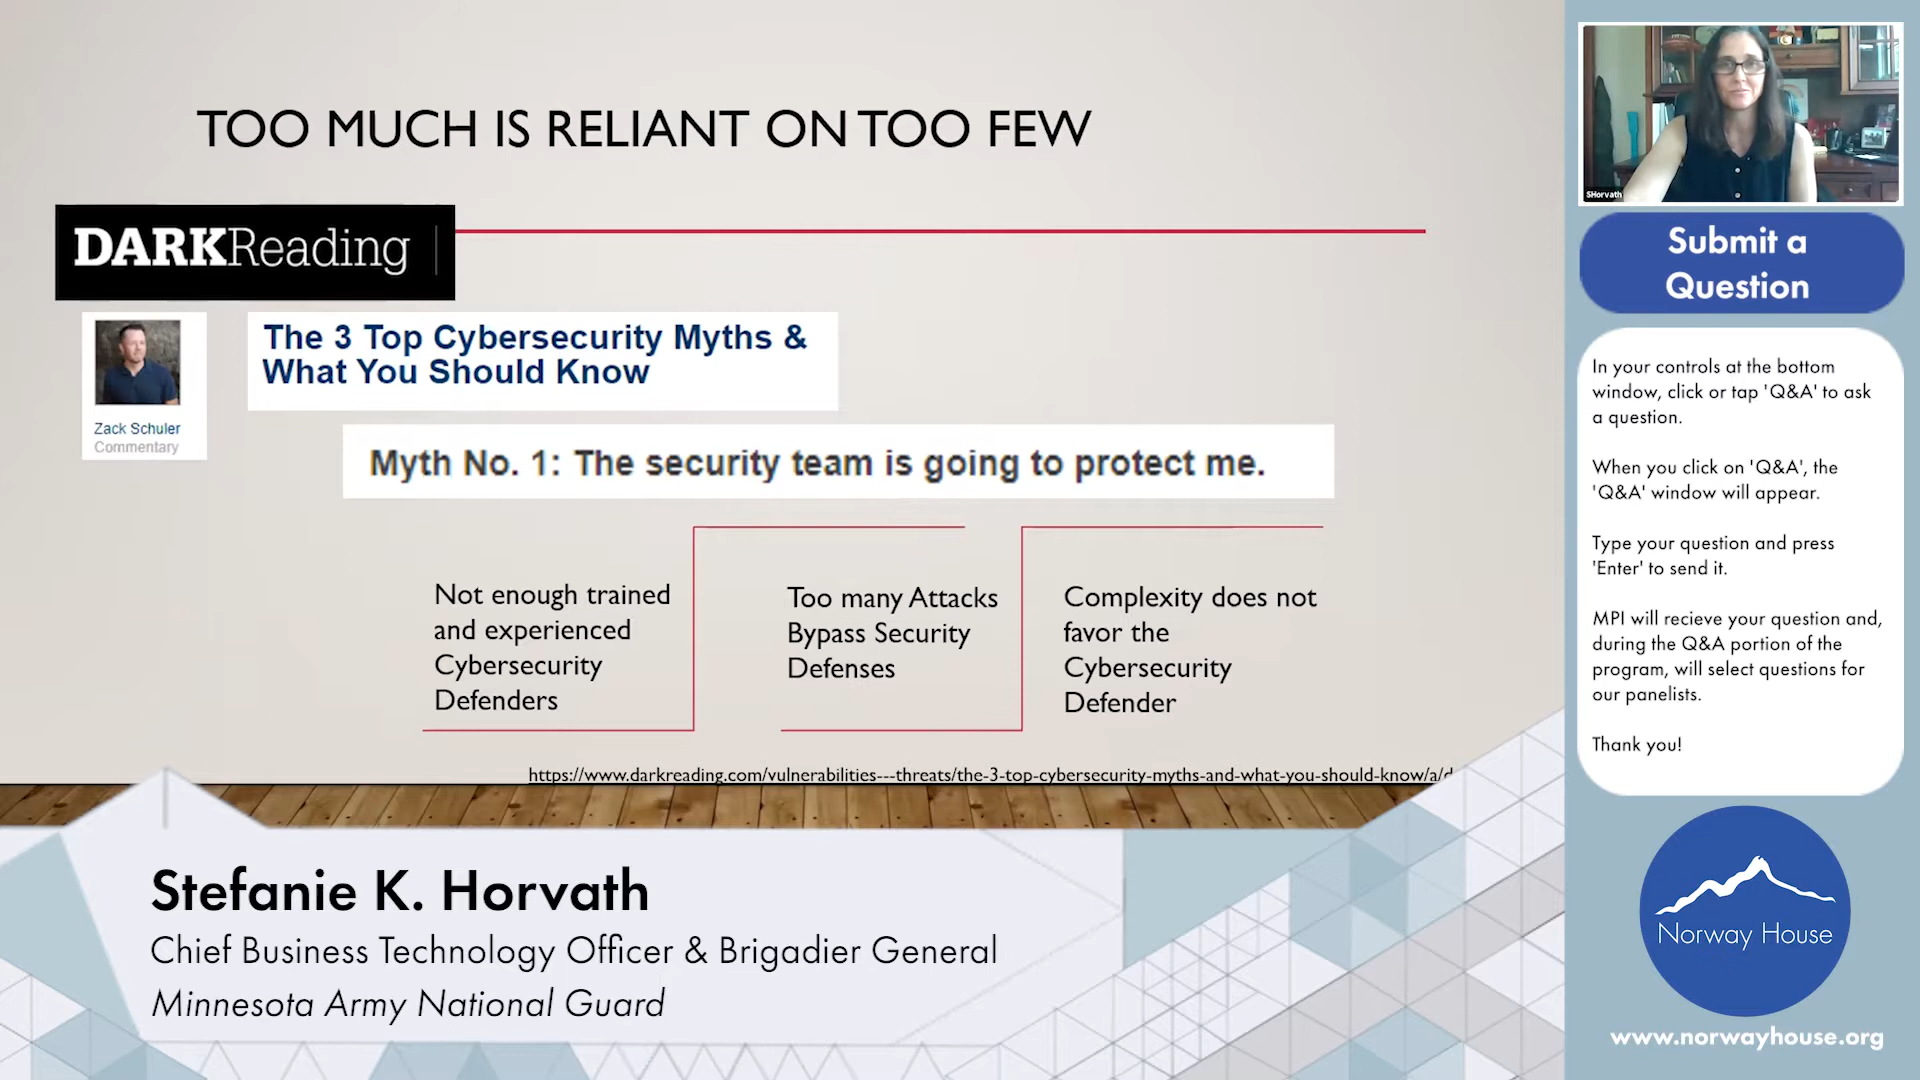 TOO MUCH IS RELIANT ON TOO FEW
DARKReading
The 3 Top Cybersecurity Myths &
What You Should Know
Zack Schuler
Commentary
Myth No. 1: The security team is going to protect me.
Not enough trained
and experienced
Cybersecurity
Defenders
Too many Attacks
Bypass Security
Defenses
Complexity does not
favor the
Cybersecurity
Defender
https://www.darkreading.com/vulnerabilities---threats/the-3-top-cybersecurity-myths-and-what-you-should-know/a/d
Stefanie K. Horvath
Chief Business Technology Officer & Brigadier General
Minnesota Army National Guard
SHorvath
Submit a
Question
In your controls at the bottom
window, click or tap 'Q&A' to ask
a question.
When you click on 'Q&A', the
'Q&A' window will appear.
Type your question and press
'Enter' to send it.
MPI will recieve your question and,
during the Q&A portion of the
program, will select questions for
our panelists.
Thank you!
Norway House
www.norwayhouse.org